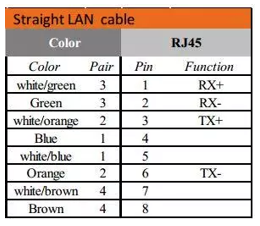 Straight LAN cable
Color RJ45
Color Pair Pin Function
white/green 3 1 RX+
Green 3 2 RX-
white/orange 2 3 TX+
Blue 1 4
white/blue 1 5
Orange 2 6 TX-
white/brown 4 7
Brown 4 8